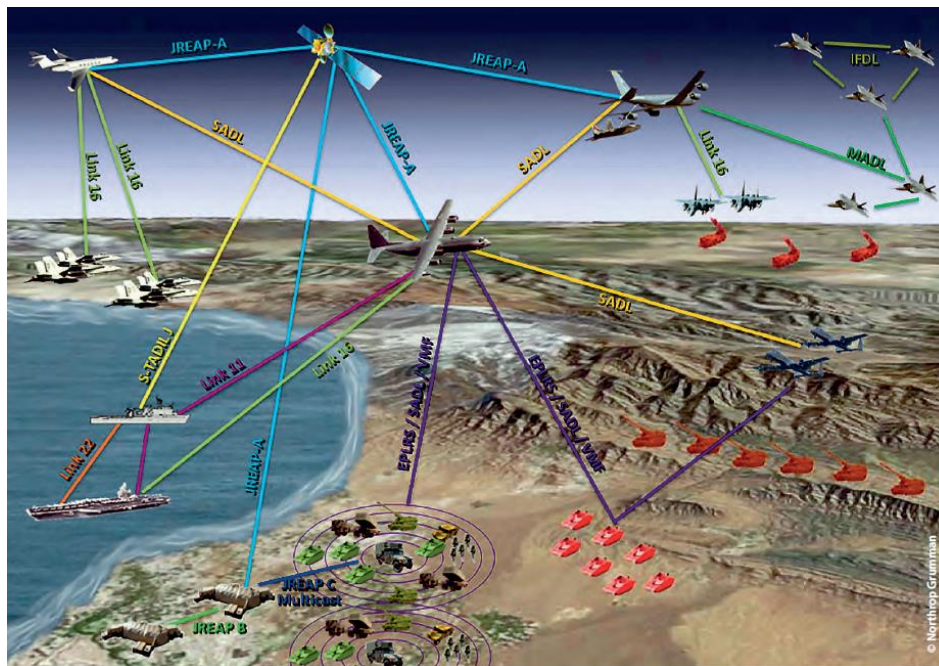 JREAP-A
JREAP-A
IFDL
SADL
JREAP-A
SADL
Link 16
MADL
Link 16
Link 16
SADL
S-TADIL J
Link 11
Link 16
EPLRS / SADL / VMF
EPLRS / SADL / VMF
Link 22
JREAP-A
JREAP C
Multicast
JREAP B
© Northrop Grumman